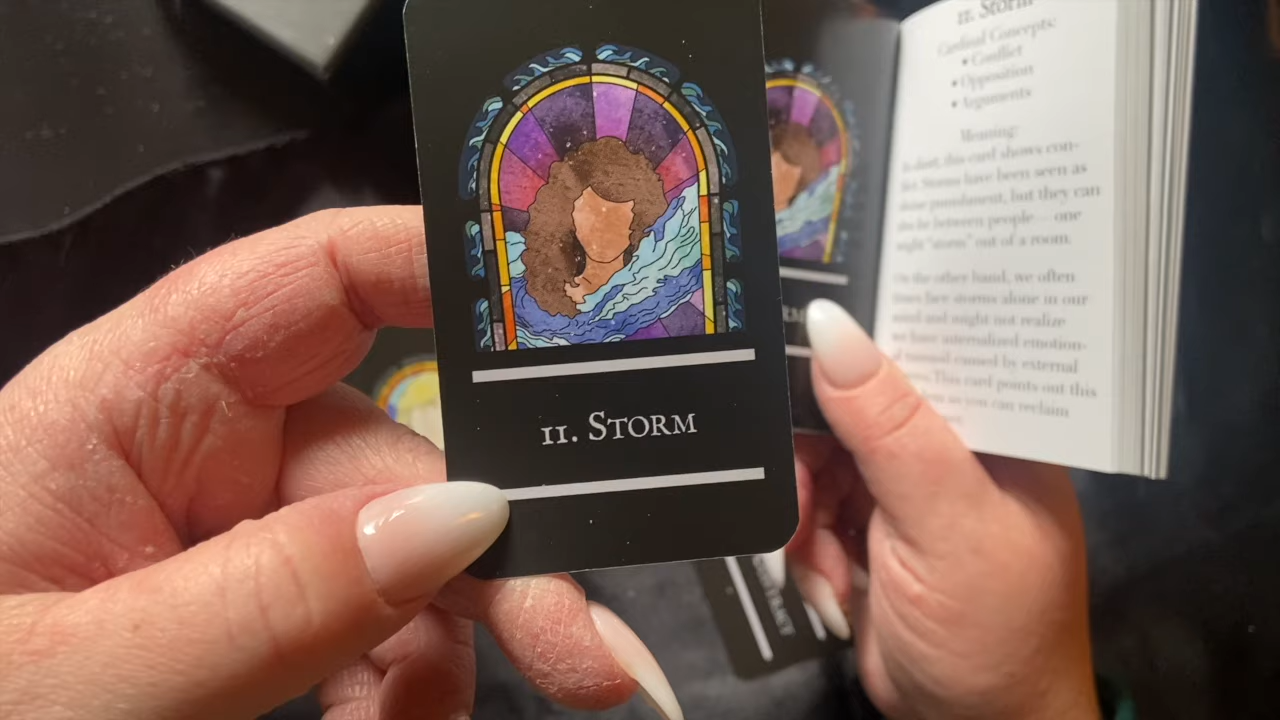 11. Storm
11. Storm
Cardinal Concepts:
• Conflict
• Opposition
• Arguments
Meaning:
In short, this card shows con-
flict. Storms have been seen as
divine punishment, but they can
also be between people — one
might "storm" out of a room.
On the other hand, we often
times face storms alone in our
mind and might not realize
we have internalized emotion-
al turmoil caused by external
This card points out this
so you can reclaim